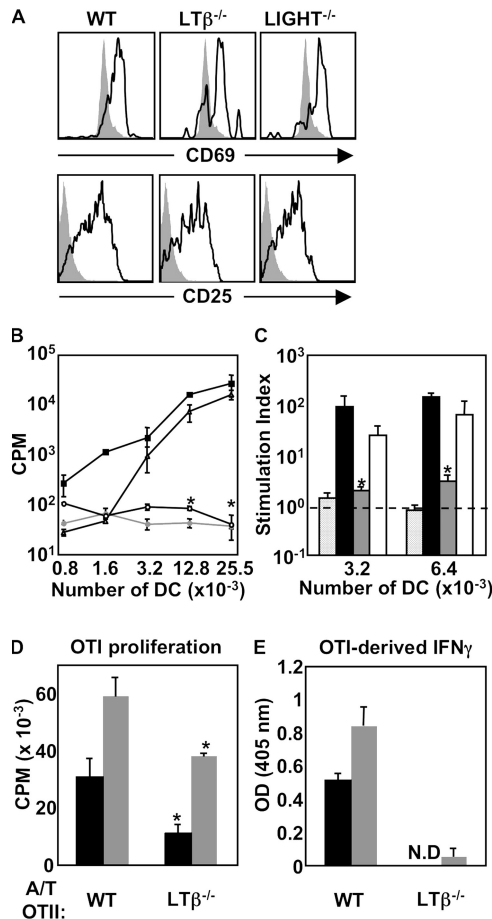 A
WT LTβ-/- LIGHT-/-
CD69
CD25
B
CPM
10^5
10^4
10^3
10^2
10^1
* *
0.8 1.6 3.2 12.8 25.5
Number of DC (x10^-3)
C
Stimulation Index
10^3
10^2
10^1
10^0
10^-1
* *
3.2 6.4
Number of DC (x10^-3)
D OTI proliferation
CPM (x 10^-3)
60
40
20
0
* *
A/T
OTII: WT LTβ-/-
E OTI-derived IFNγ
OD (405 nm)
1.2
1
0.8
0.6
0.4
0.2
0
N.D
WT LTβ-/-